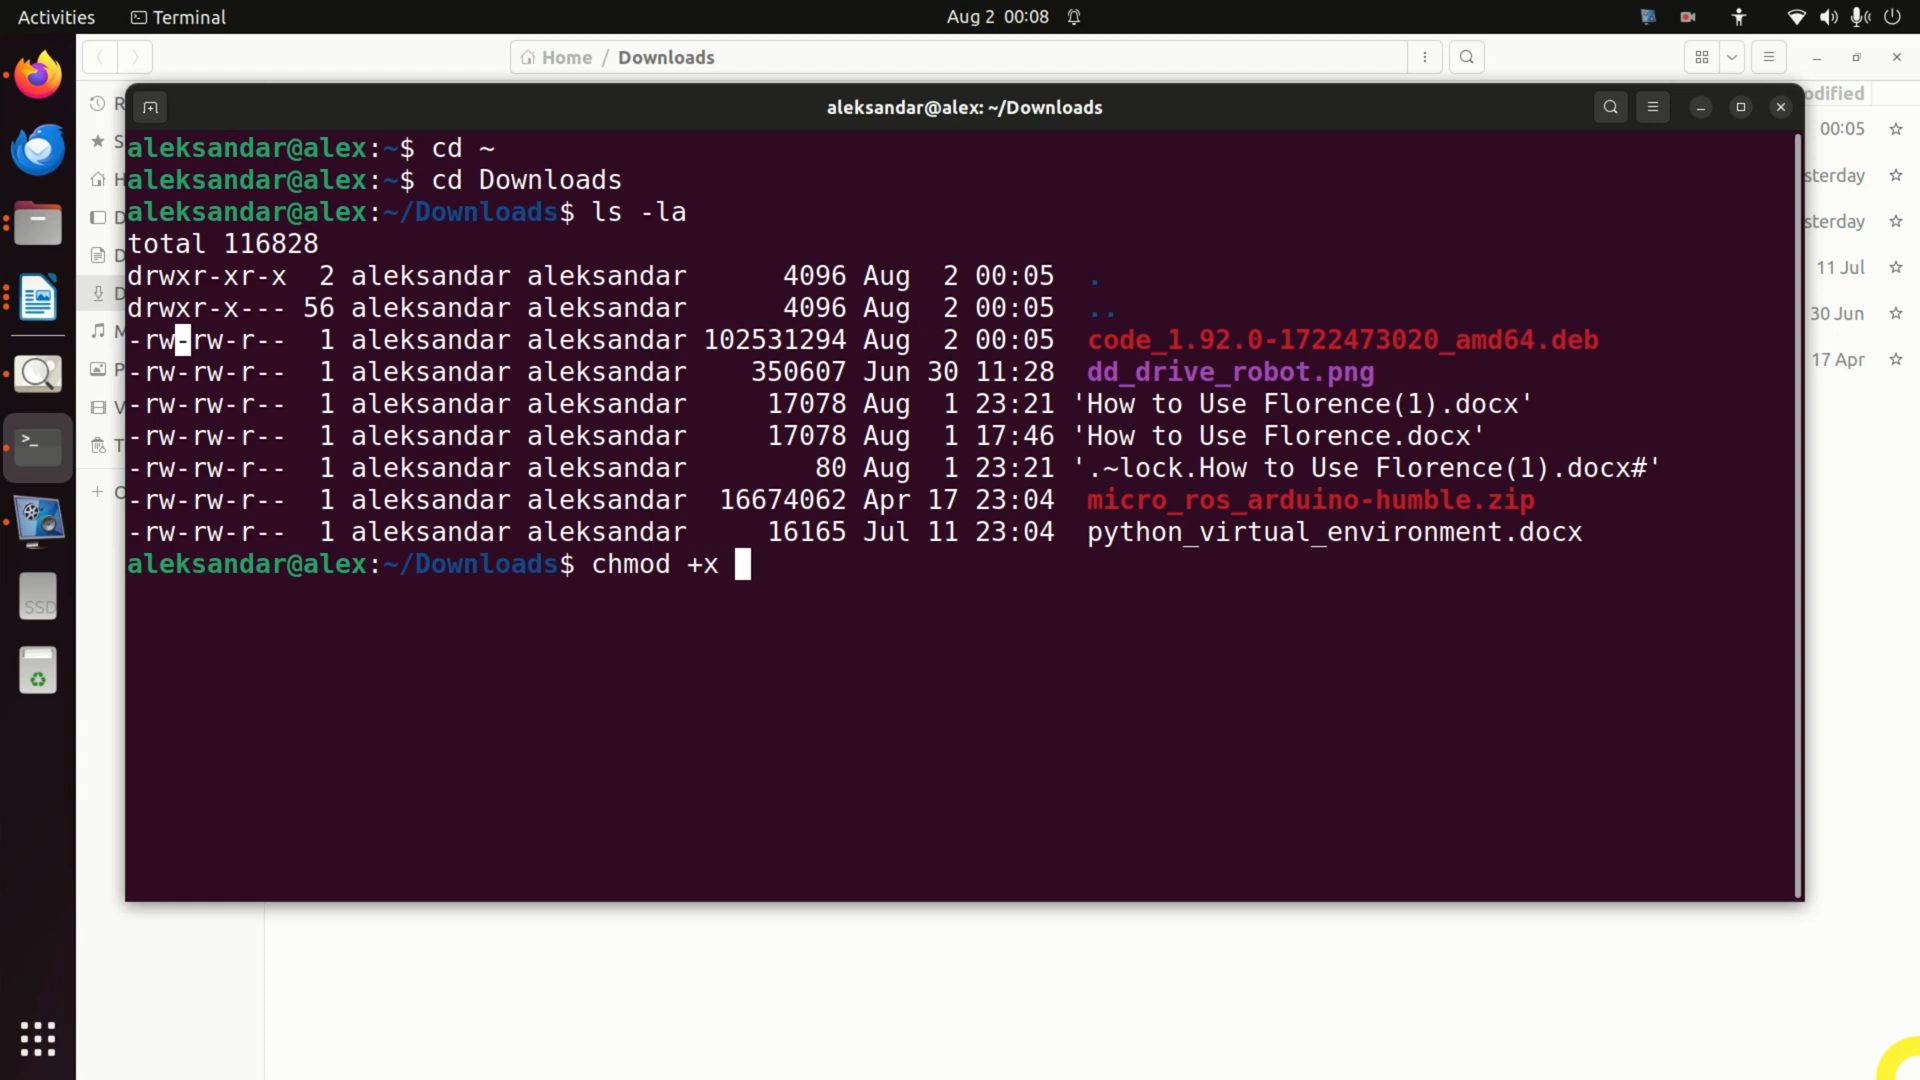 Activities Terminal Aug 2 00:08
Home / Downloads
aleksandar@alex: ~/Downloads
odified
aleksandar@alex:~$ cd ~
00:05
aleksandar@alex:~$ cd Downloads
sterday
aleksandar@alex:~/Downloads$ ls -la
sterday
total 116828
drwxr-xr-x 2 aleksandar aleksandar 4096 Aug 2 00:05 .
11 Jul
drwxr-x--- 56 aleksandar aleksandar 4096 Aug 2 00:05 ..
30 Jun
-rw-rw-r-- 1 aleksandar aleksandar 102531294 Aug 2 00:05 code_1.92.0-1722473020_amd64.deb
17 Apr
-rw-rw-r-- 1 aleksandar aleksandar 350607 Jun 30 11:28 dd_drive_robot.png
-rw-rw-r-- 1 aleksandar aleksandar 17078 Aug 1 23:21 'How to Use Florence(1).docx'
-rw-rw-r-- 1 aleksandar aleksandar 17078 Aug 1 17:46 'How to Use Florence.docx'
-rw-rw-r-- 1 aleksandar aleksandar 80 Aug 1 23:21 '.~lock.How to Use Florence(1).docx#'
-rw-rw-r-- 1 aleksandar aleksandar 16674062 Apr 17 23:04 micro_ros_arduino-humble.zip
-rw-rw-r-- 1 aleksandar aleksandar 16165 Jul 11 23:04 python_virtual_environment.docx
aleksandar@alex:~/Downloads$ chmod +x
SSD